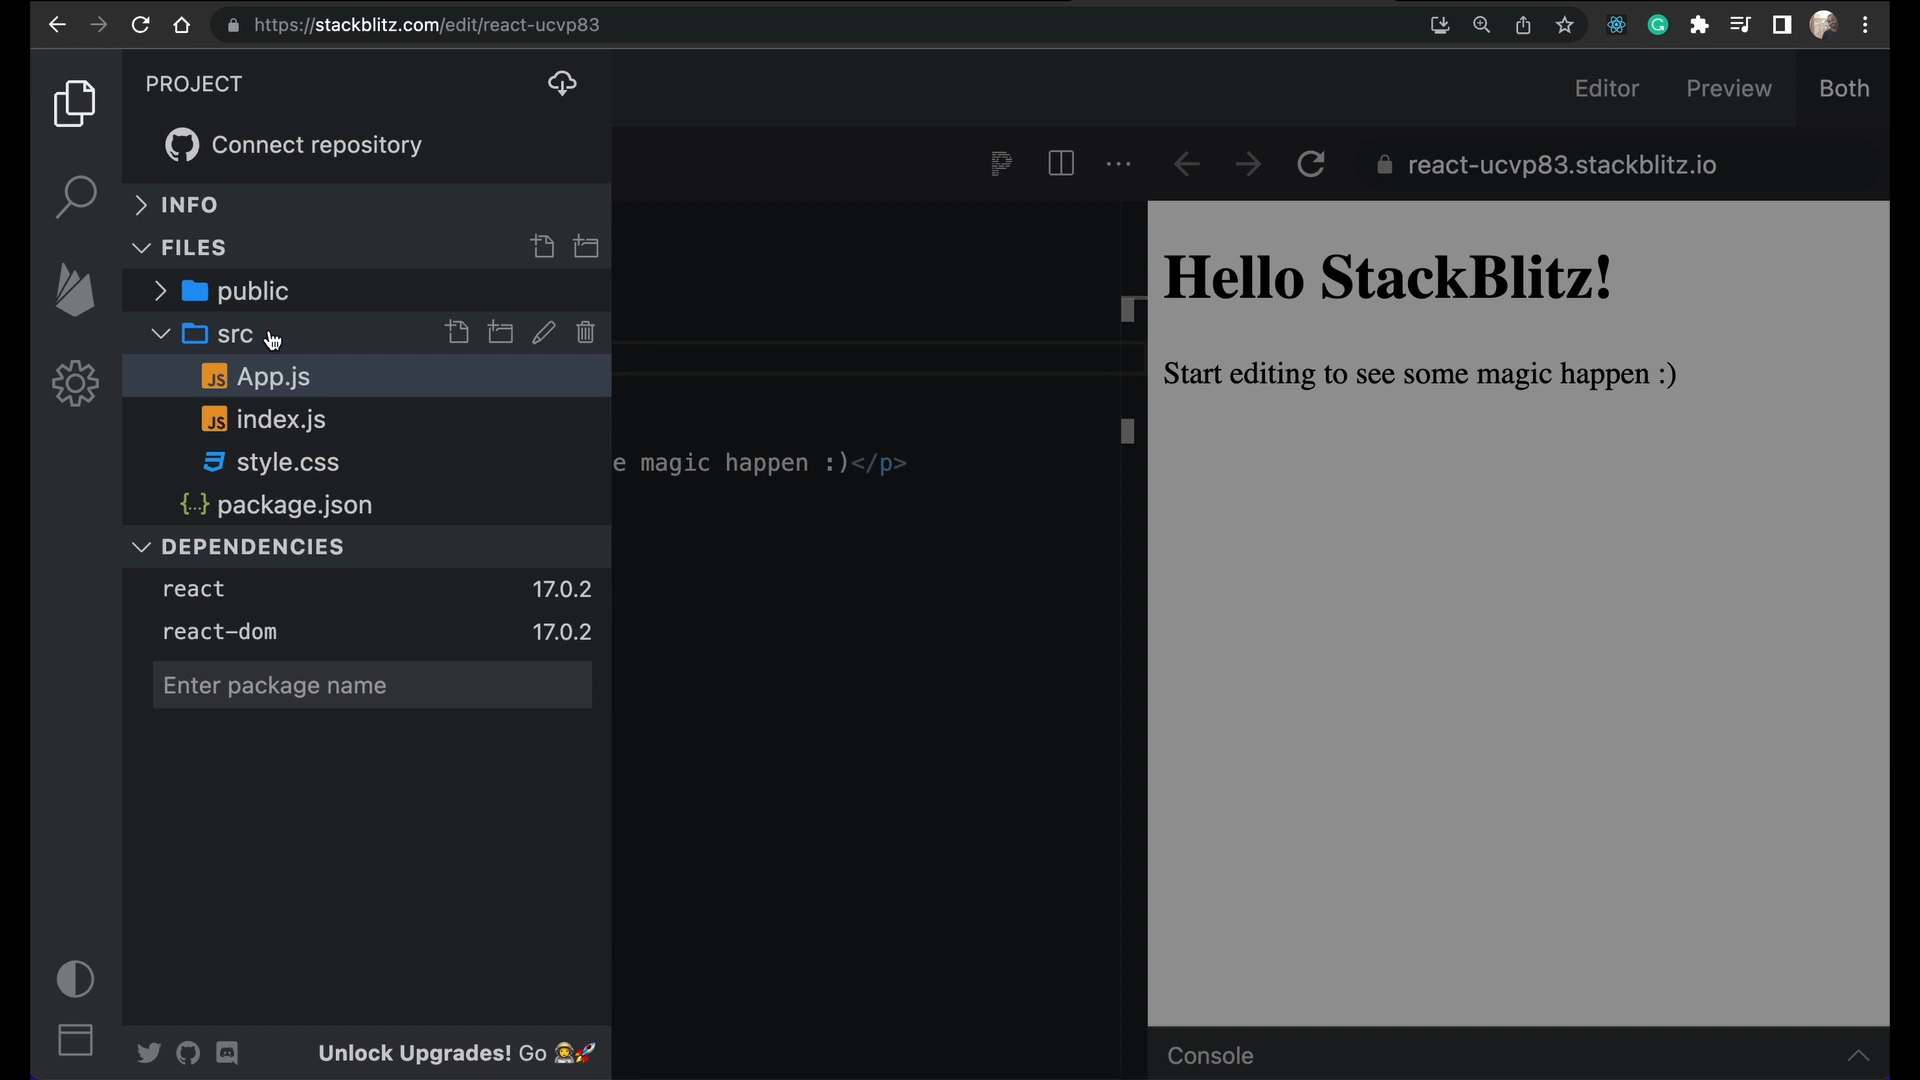 https://stackblitz.com/edit/react-ucvp83
PROJECT
Connect repository
INFO
FILES
public
src
JS App.js
JS index.js
style.css
{..} package.json
DEPENDENCIES
react 17.0.2
react-dom 17.0.2
Enter package name
Unlock Upgrades! Go 👩‍🚀🚀
e magic happen :)</p>
Editor Preview Both
react-ucvp83.stackblitz.io
Hello StackBlitz!
Start editing to see some magic happen :)
Console